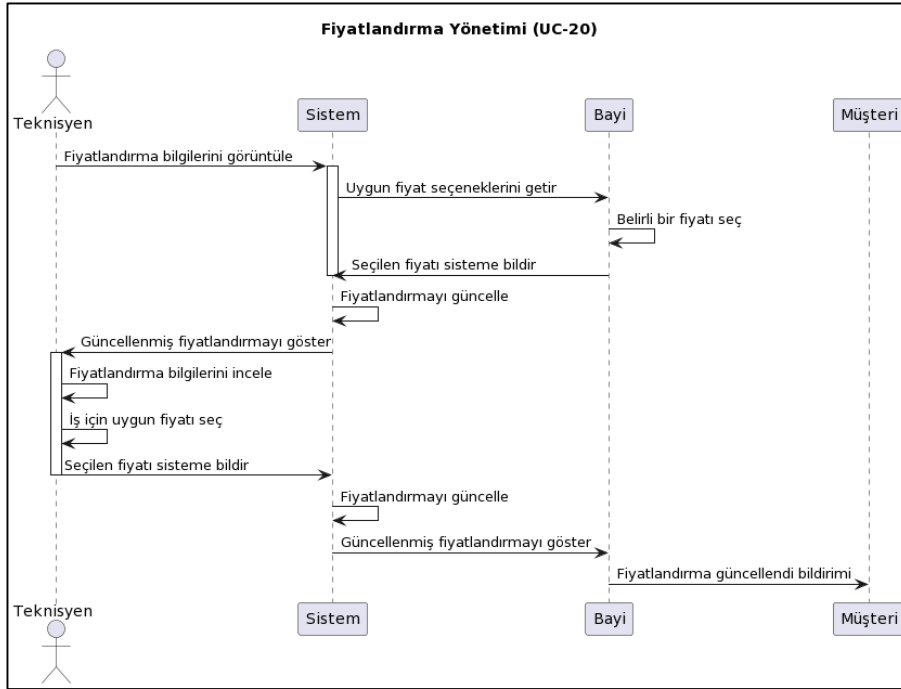 Fiyatlandırma Yönetimi (UC-20)
Teknisyen
Sistem
Bayi
Müşteri
Fiyatlandırma bilgilerini görüntüle
Uygun fiyat seçeneklerini getir
Belirli bir fiyatı seç
Seçilen fiyatı sisteme bildir
Fiyatlandırmayı güncelle
Güncellenmiş fiyatlandırmayı göster
Fiyatlandırma bilgilerini incele
İş için uygun fiyatı seç
Seçilen fiyatı sisteme bildir
Fiyatlandırmayı güncelle
Güncellenmiş fiyatlandırmayı göster
Fiyatlandırma güncellendi bildirimi
Teknisyen
Sistem
Bayi
Müşteri